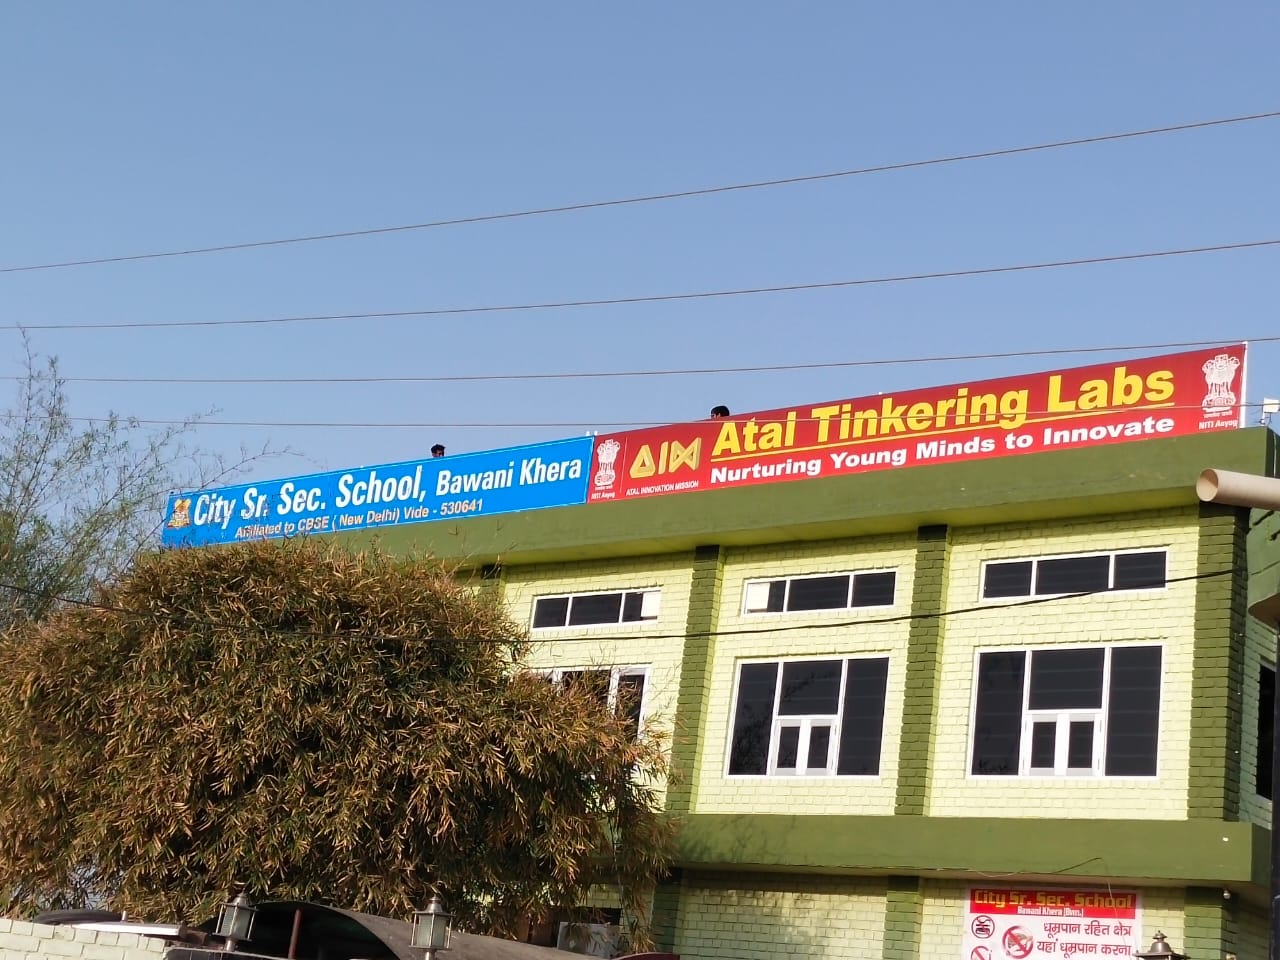 City Sr. Sec. School, Bawani Khera
Affiliated to CBSE ( New Delhi) Vide - 530641
NITI Aayog
AIM
ATAL INNOVATION MISSION
Atal Tinkering Labs
Nurturing Young Minds to Innovate
NITI Aayog
City Sr. Sec. School
Bawani Khera (Bwn.)
धूम्रपान रहित क्षेत्र
यहां धूम्रपान करना